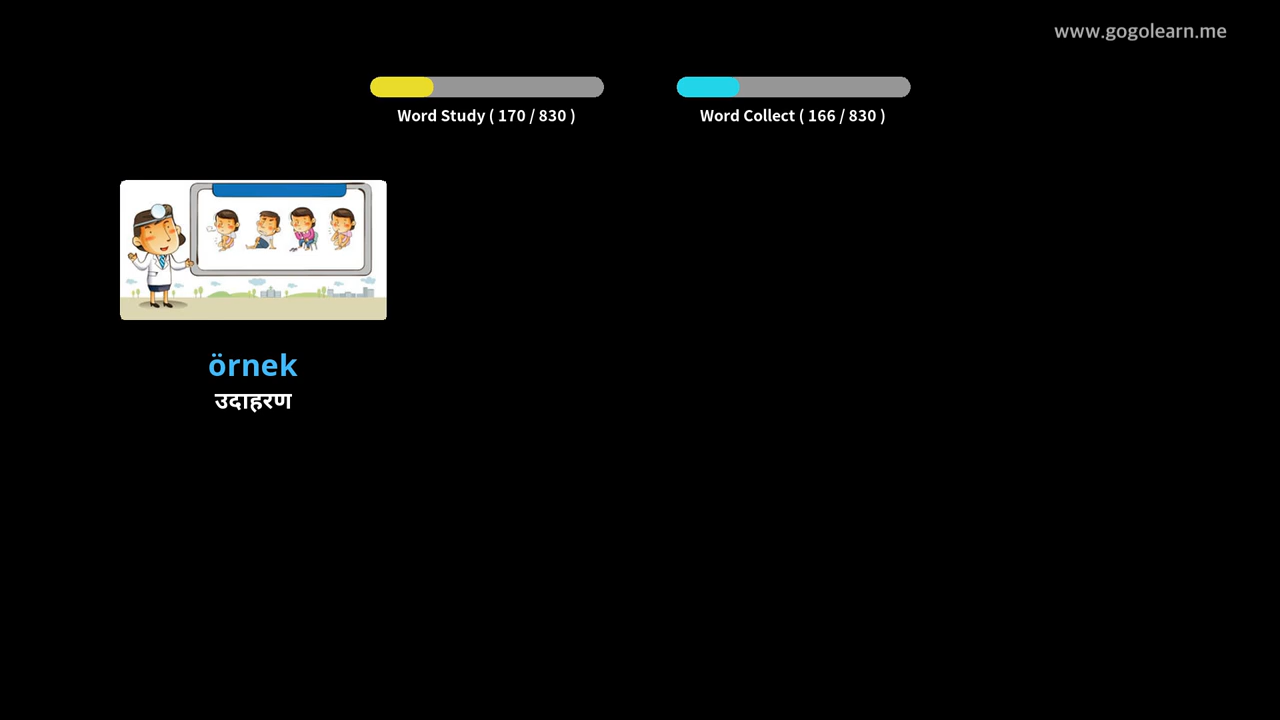 www.gogolearn.me
Word Study ( 170 / 830 )
Word Collect ( 166 / 830 )
örnek
उदाहरण